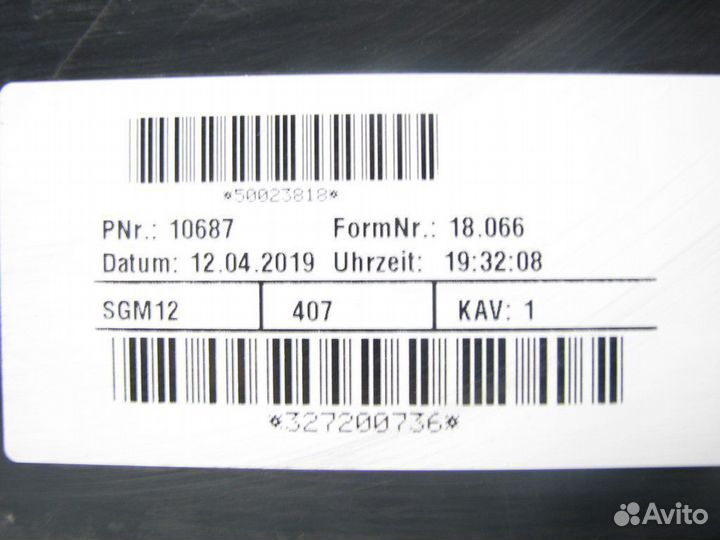 *50023818*
PNr.: 10687 FormNr.: 18.066
Datum: 12.04.2019 Uhrzeit: 19:32:08
SGM12 407 KAV: 1
*327200736*
Avito